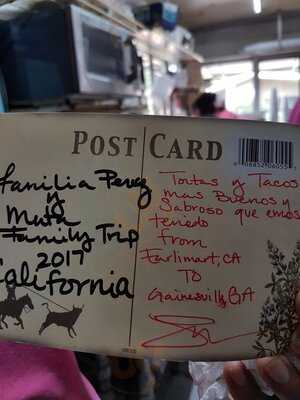 POST CARD
Familia Perez
y
Mata
Family Trip
2017
California
Tortas y Tacos
mas Buenos y
Sabroso que emos
tenedo
from
Earlimart, CA
TO
Gainesville, GA